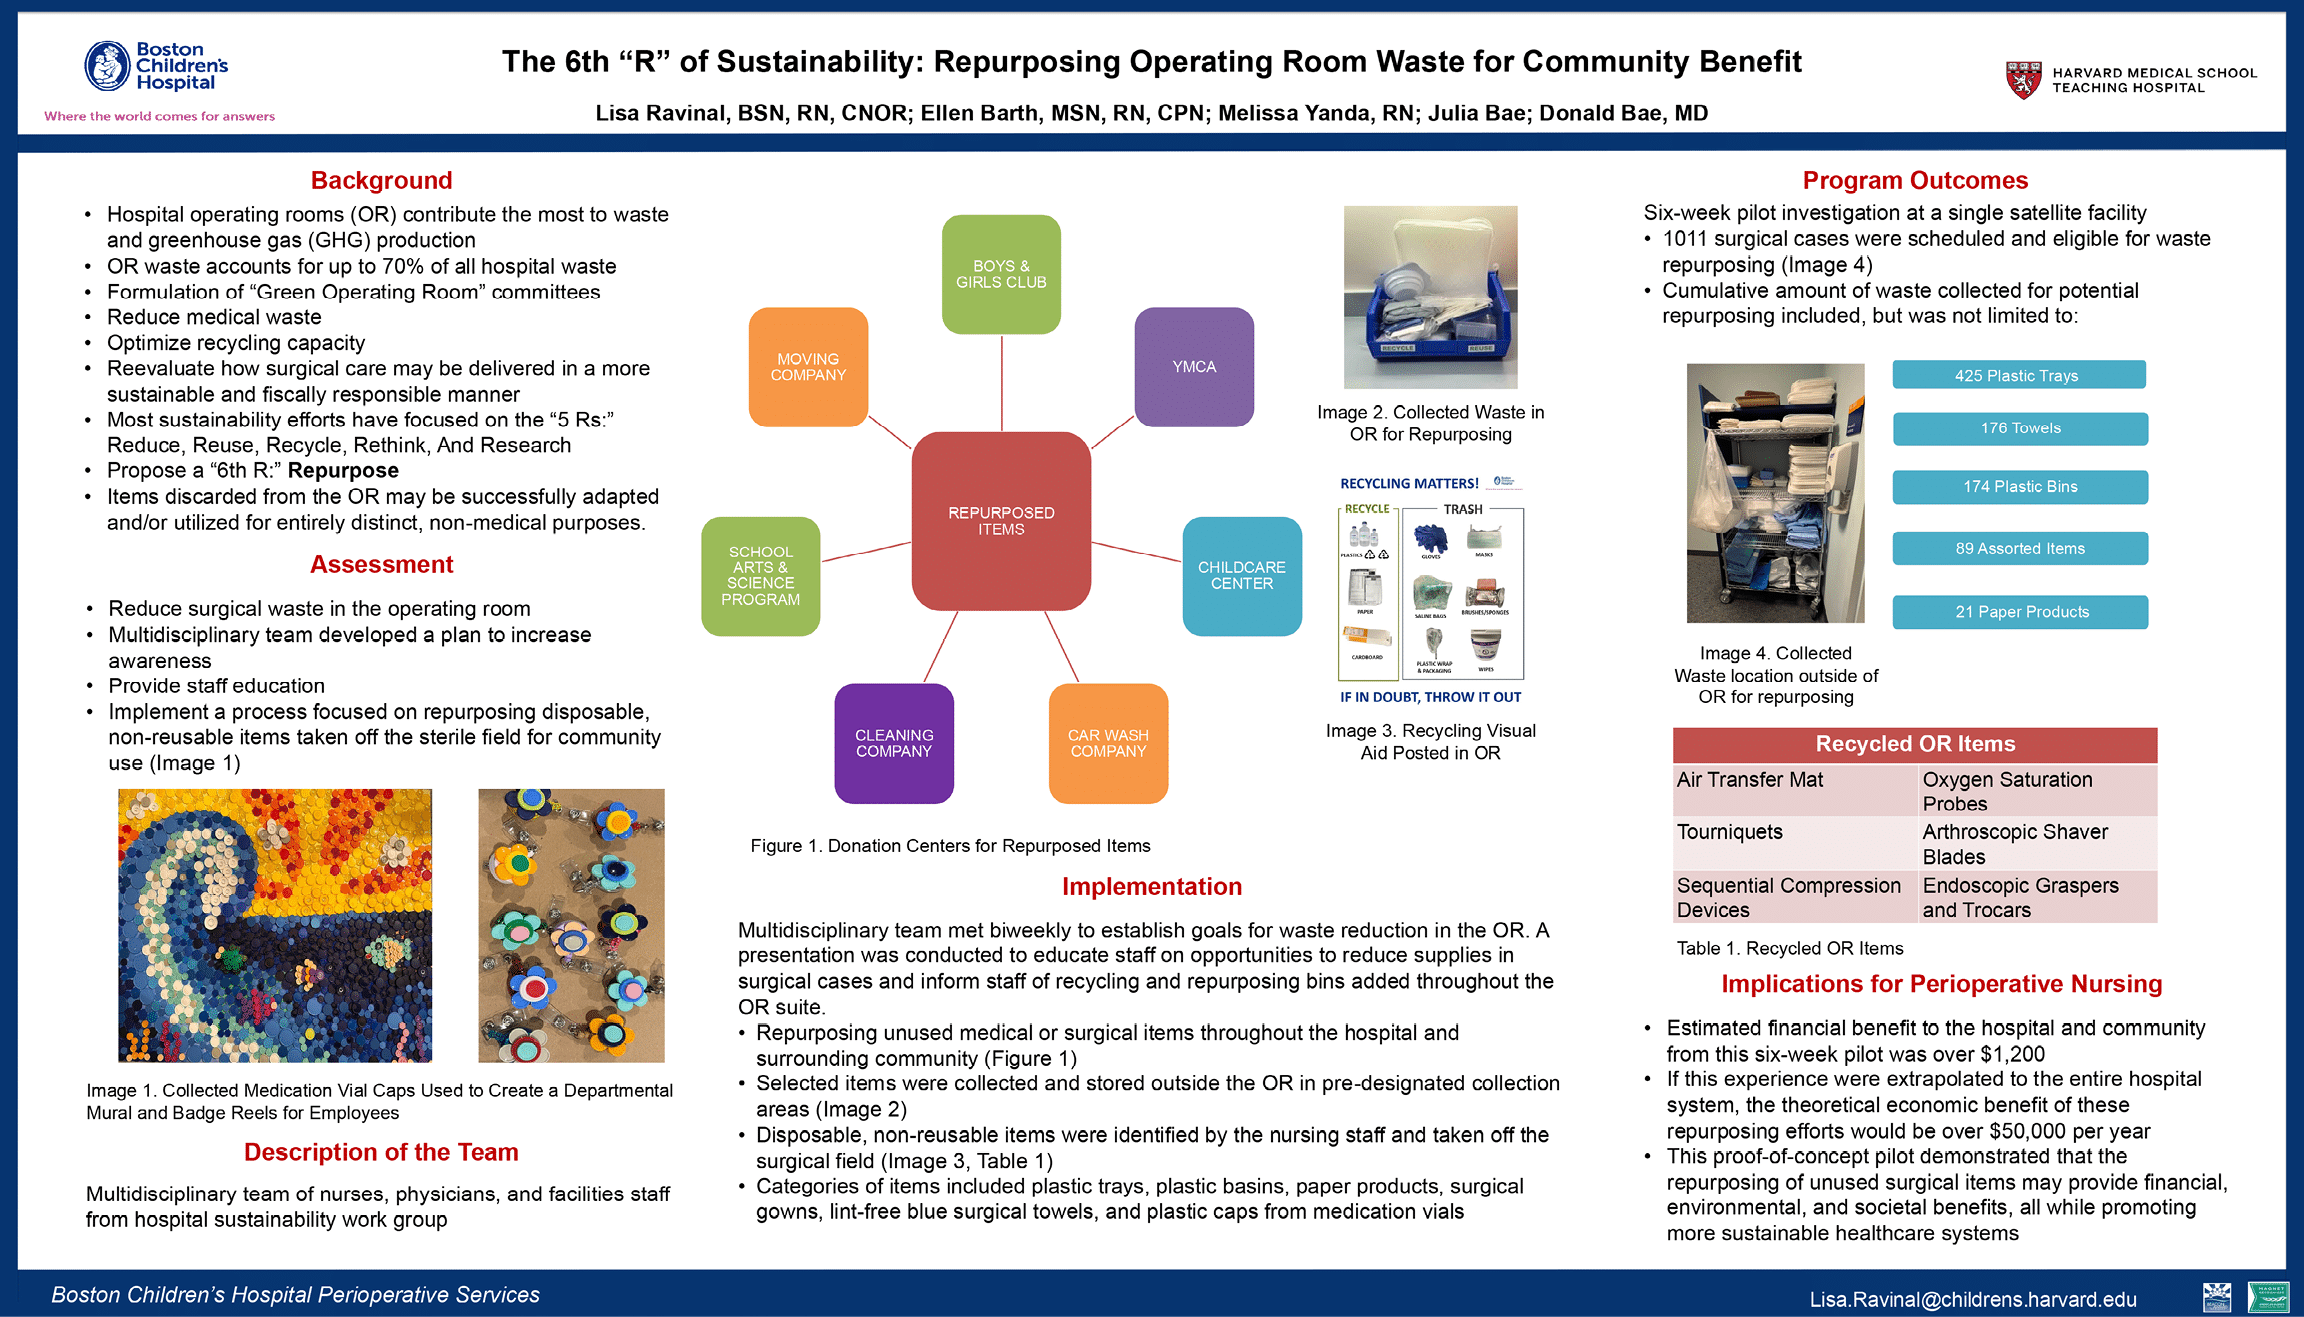 Boston
Children's
Hospital
Where the world comes for answers
The 6th “R” of Sustainability: Repurposing Operating Room Waste for Community Benefit
Lisa Ravinal, BSN, RN, CNOR; Ellen Barth, MSN, RN, CPN; Melissa Yanda, RN; Julia Bae; Donald Bae, MD
HARVARD MEDICAL SCHOOL
TEACHING HOSPITAL
Background
• Hospital operating rooms (OR) contribute the most to waste
and greenhouse gas (GHG) production
• OR waste accounts for up to 70% of all hospital waste
• Formulation of “Green Operating Room” committees
• Reduce medical waste
• Optimize recycling capacity
• Reevaluate how surgical care may be delivered in a more
sustainable and fiscally responsible manner
• Most sustainability efforts have focused on the “5 Rs:”
Reduce, Reuse, Recycle, Rethink, And Research
• Propose a “6th R:” Repurpose
• Items discarded from the OR may be successfully adapted
and/or utilized for entirely distinct, non-medical purposes.
Assessment
• Reduce surgical waste in the operating room
• Multidisciplinary team developed a plan to increase
awareness
• Provide staff education
• Implement a process focused on repurposing disposable,
non-reusable items taken off the sterile field for community
use (Image 1)
Image 1. Collected Medication Vial Caps Used to Create a Departmental
Mural and Badge Reels for Employees
Description of the Team
Multidisciplinary team of nurses, physicians, and facilities staff
from hospital sustainability work group
BOYS &
GIRLS CLUB
MOVING
COMPANY
YMCA
REPURPOSED
ITEMS
SCHOOL
ARTS &
SCIENCE
PROGRAM
CHILDCARE
CENTER
CLEANING
COMPANY
CAR WASH
COMPANY
Figure 1. Donation Centers for Repurposed Items
RECYCLE
REUSE
Image 2. Collected Waste in
OR for Repurposing
RECYCLING MATTERS!
Boston
Children's
Hospital
RECYCLE
TRASH
PLASTICS
GLOVES
MASKS
PAPER
SALINE BAGS
BRUSHES/SPONGES
CARDBOARD
PLASTIC WRAP
& PACKAGING
WIPES
IF IN DOUBT, THROW IT OUT
Image 3. Recycling Visual
Aid Posted in OR
Implementation
Multidisciplinary team met biweekly to establish goals for waste reduction in the OR. A
presentation was conducted to educate staff on opportunities to reduce supplies in
surgical cases and inform staff of recycling and repurposing bins added throughout the
OR suite.
• Repurposing unused medical or surgical items throughout the hospital and
surrounding community (Figure 1)
• Selected items were collected and stored outside the OR in pre-designated collection
areas (Image 2)
• Disposable, non-reusable items were identified by the nursing staff and taken off the
surgical field (Image 3, Table 1)
• Categories of items included plastic trays, plastic basins, paper products, surgical
gowns, lint-free blue surgical towels, and plastic caps from medication vials
Program Outcomes
Six-week pilot investigation at a single satellite facility
• 1011 surgical cases were scheduled and eligible for waste
repurposing (Image 4)
• Cumulative amount of waste collected for potential
repurposing included, but was not limited to:
425 Plastic Trays
176 Towels
174 Plastic Bins
89 Assorted Items
21 Paper Products
Image 4. Collected
Waste location outside of
OR for repurposing
Recycled OR Items
Air Transfer Mat
Oxygen Saturation
Probes
Tourniquets
Arthroscopic Shaver
Blades
Sequential Compression
Devices
Endoscopic Graspers
and Trocars
Table 1. Recycled OR Items
Implications for Perioperative Nursing
• Estimated financial benefit to the hospital and community
from this six-week pilot was over $1,200
• If this experience were extrapolated to the entire hospital
system, the theoretical economic benefit of these
repurposing efforts would be over $50,000 per year
• This proof-of-concept pilot demonstrated that the
repurposing of unused surgical items may provide financial,
environmental, and societal benefits, all while promoting
more sustainable healthcare systems
Boston Children's Hospital Perioperative Services
Lisa.Ravinal@childrens.harvard.edu
MAGNET